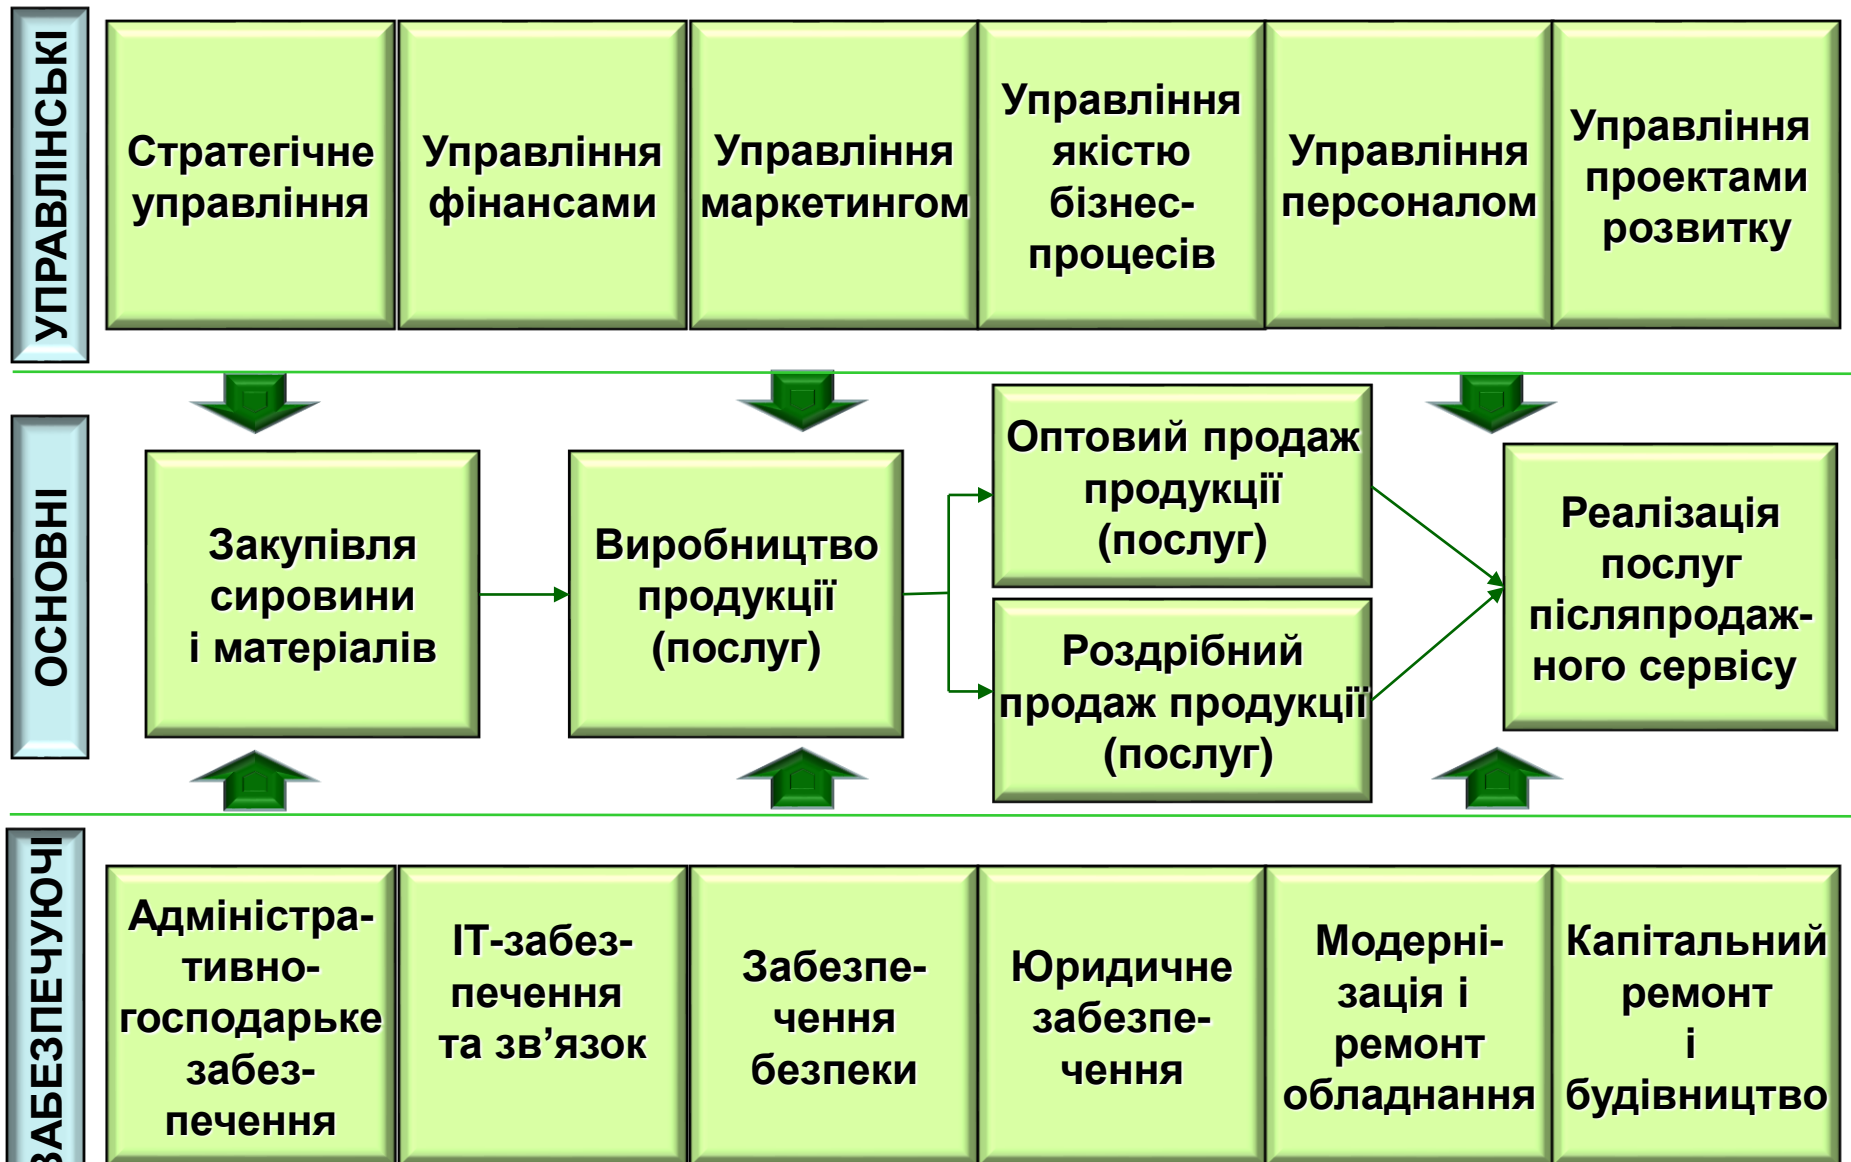 УПРАВЛІНСЬКІ
Стратегічне
управління
Управління
фінансами
Управління
маркетингом
Управління
якістю
бізнес-
процесів
Управління
персоналом
Управління
проектами
розвитку
ОСНОВНІ
Закупівля
сировини
і матеріалів
Виробництво
продукції
(послуг)
Оптовий продаж
продукції
(послуг)
Роздрібний
продаж продукції
(послуг)
Реалізація
послуг
післяпродаж-
ного сервісу
ЗАБЕЗПЕЧУЮЧІ
Адміністра-
тивно-
господарьке
забез-
печення
ІТ-забез-
печення
та зв’язок
Забезпе-
чення
безпеки
Юридичне
забезпе-
чення
Модерні-
зація і
ремонт
обладнання
Капітальний
ремонт
і
будівництво